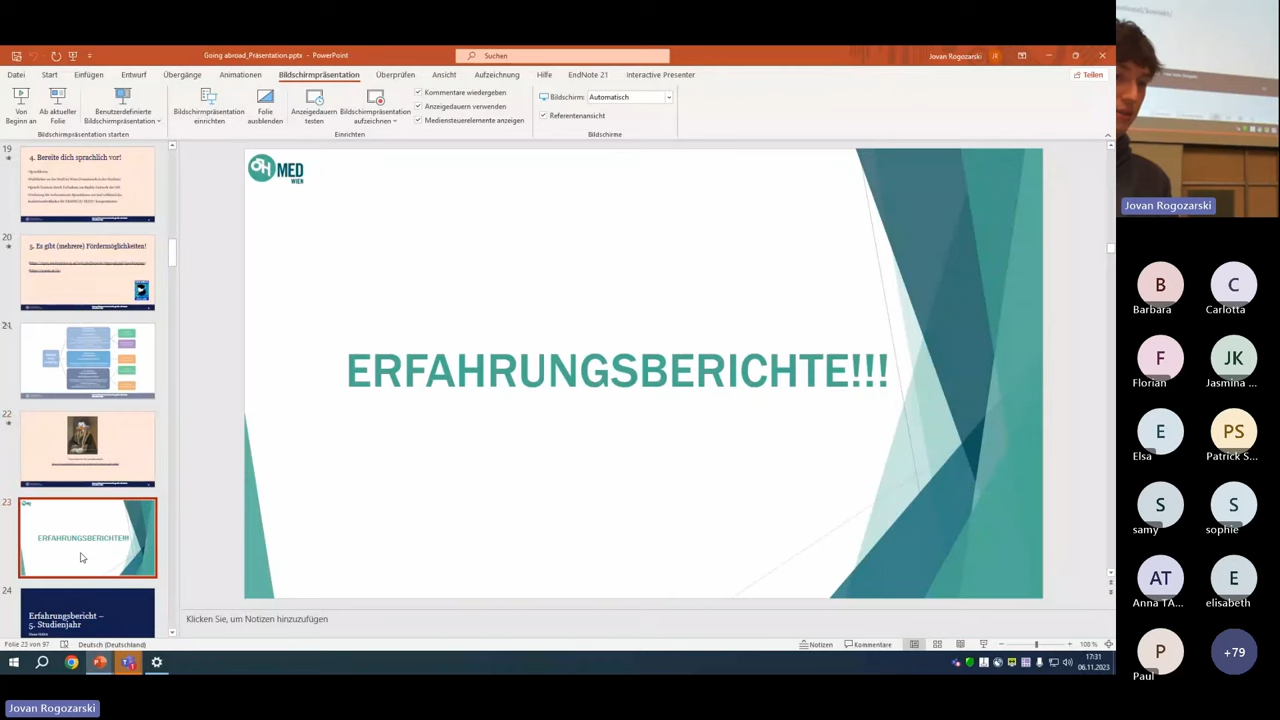 Going abroad_Präsentation.pptx - PowerPoint
Suchen
Jovan Rogozarski
JR
Datei Start Einfügen Entwurf Übergänge Animationen Bildschirmpräsentation Überprüfen Ansicht Aufzeichnung Hilfe EndNote 21 Interactive Presenter
Teilen
Von Beginn an
Ab aktueller Folie
Benutzerdefinierte Bildschirmpräsentation
Bildschirmpräsentation einrichten
Folie ausblenden
Anzeigedauern testen
Bildschirmpräsentation aufzeichnen
Kommentare wiedergeben
Anzeigedauern verwenden
Mediensteuerelemente anzeigen
Bildschirm: Automatisch
Referentenansicht
Bildschirmpräsentation starten
Einrichten
Bildschirme
19
4. Bereite dich sprachlich vor!
20
5. Es gibt (mehrere) Fördermöglichkeiten!
21
22
23
ERFAHRUNGSBERICHTE!!!
24
Erfahrungsbericht –
5. Studienjahr
ÖH MED
WIEN
ERFAHRUNGSBERICHTE!!!
Klicken Sie, um Notizen hinzuzufügen
Folie 23 von 97
Deutsch (Deutschland)
Notizen
Kommentare
108 %
17:31
06.11.2023
Jovan Rogozarski
B
Barbara
C
Carlotta
F
Florian
JK
Jasmina ...
E
Elsa
PS
Patrick S...
S
samy
S
sophie
AT
Anna TA...
E
elisabeth
P
Paul
+79
Jovan Rogozarski